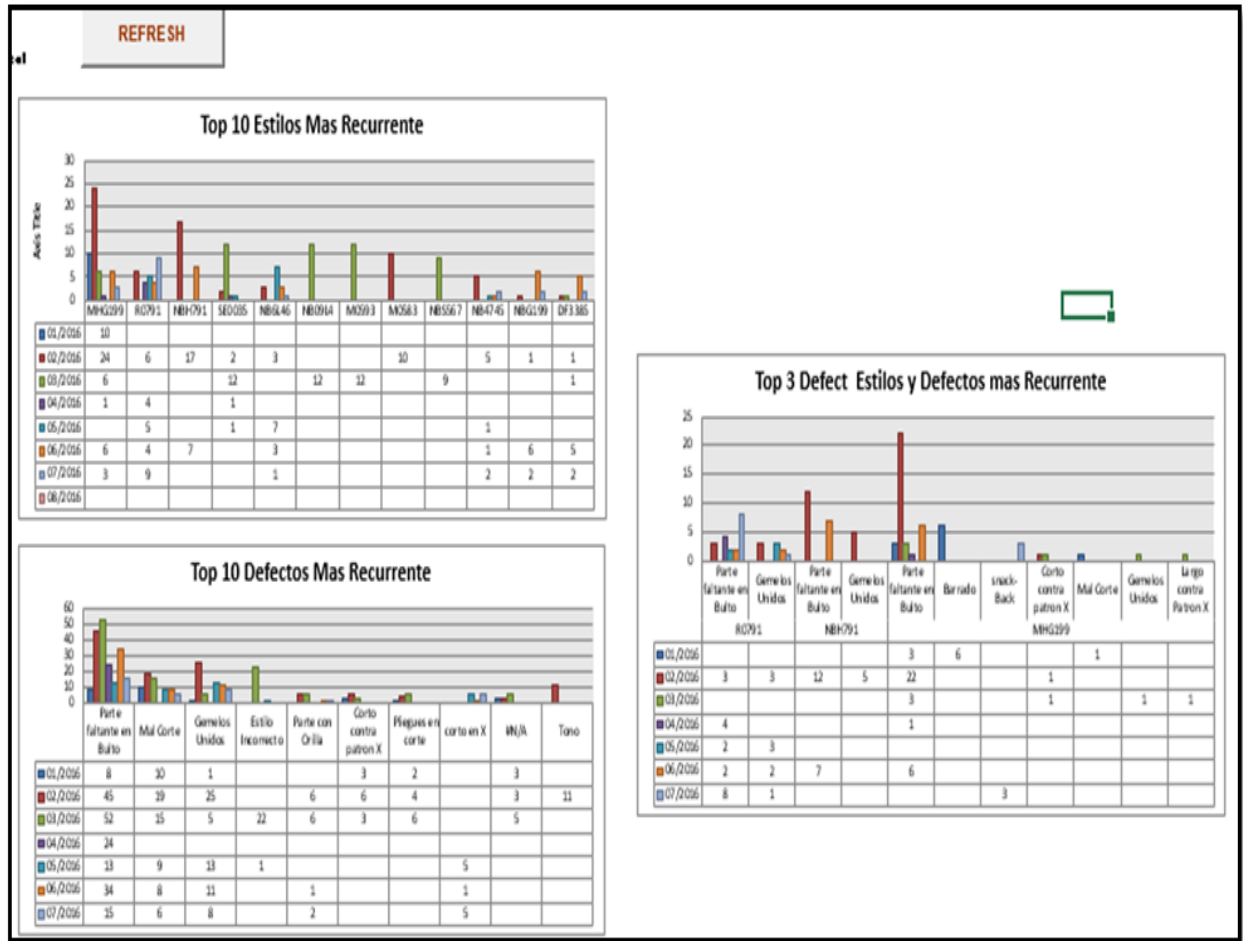 REFRESH
Top 10 Estilos Mas Recurrente
Axis Title
30
25
20
15
10
5
0
MHG199 R0791 NBH791 SE0035 NB6L46 NB0914 M0593 M0583 NB5567 NB4745 NBG199 DF3385
01/2016 10
02/2016 24 6 17 2 3 10 5 1 1
03/2016 6 12 12 12 9 1
04/2016 1 4 1
05/2016 5 1 7 1
06/2016 6 4 7 3 1 6 5
07/2016 3 9 1 2 2 2
08/2016
Top 10 Defectos Mas Recurrente
60
50
40
30
20
10
0
Parte faltante en Bulto Mal Corte Gemelos Unidos Estilo Incorrecto Parte con Orilla Corto contra patron X Pliegues en corte corto en X #N/A Tono
01/2016 8 10 1 3 2 3
02/2016 45 19 25 6 6 4 3 11
03/2016 52 15 5 22 6 3 6 5
04/2016 24
05/2016 13 9 13 1 5
06/2016 34 8 11 1 1
07/2016 15 6 8 2 5
Top 3 Defect Estilos y Defectos mas Recurrente
25
20
15
10
5
0
Parte faltante en Bulto Gemelos Unidos Parte faltante en Bulto Gemelos Unidos Parte faltante en Bulto Barrado snack-Back Corto contra patron X Mal Corte Gemelos Unidos Largo contra Patron X
R0791 NBH791 MHG199
01/2016 3 6 1
02/2016 3 3 12 5 22 1
03/2016 3 1 1 1
04/2016 4 1
05/2016 2 3
06/2016 2 2 7 6
07/2016 8 1 3